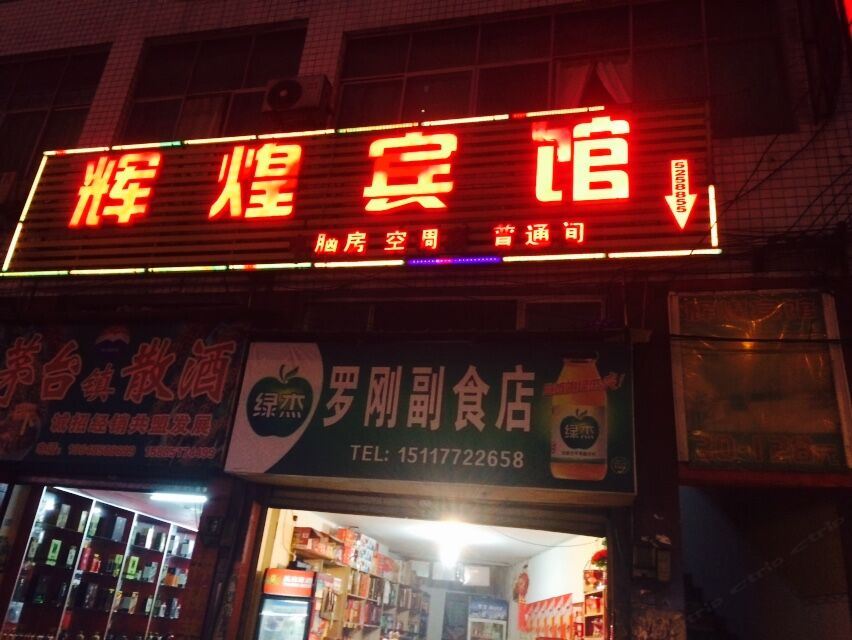 辉煌宾馆
脑房 空周 普通间
5258855
茅台镇散酒
诚招经销共盟发展
绿杰
罗刚副食店
TEL: 15117722658
绿杰